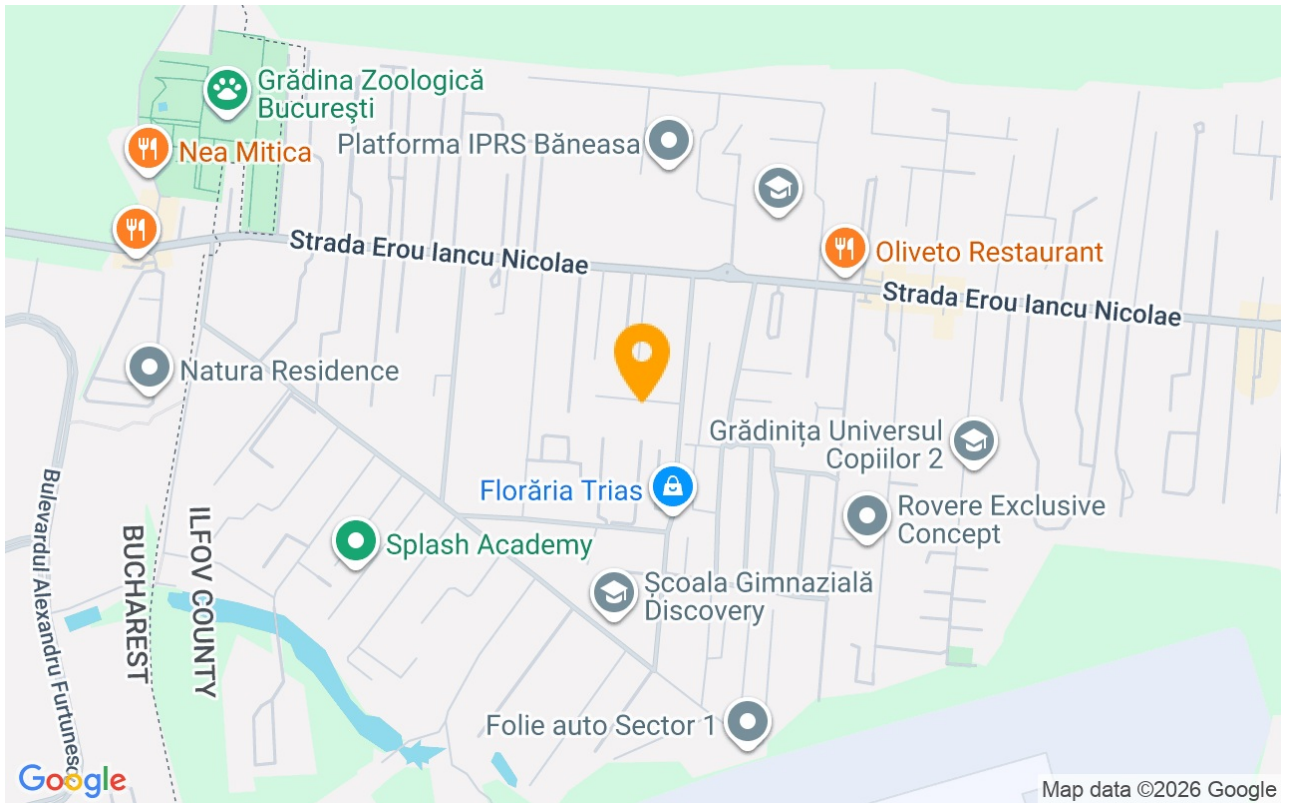 Grădina Zoologică
Bucureşti
Nea Mitica
Platforma IPRS Băneasa
Strada Erou Iancu Nicolae
Oliveto Restaurant
Strada Erou Iancu Nicolae
Natura Residence
Grădinița Universul
Copiilor 2
Florăria Trias
Rovere Exclusive
Concept
Splash Academy
Școala Gimnazială
Discovery
Bulevardul Alexandru
BUCHAREST
ILFOV COUNTY
Folie auto Sector 1
Google
Map data ©2026 Google